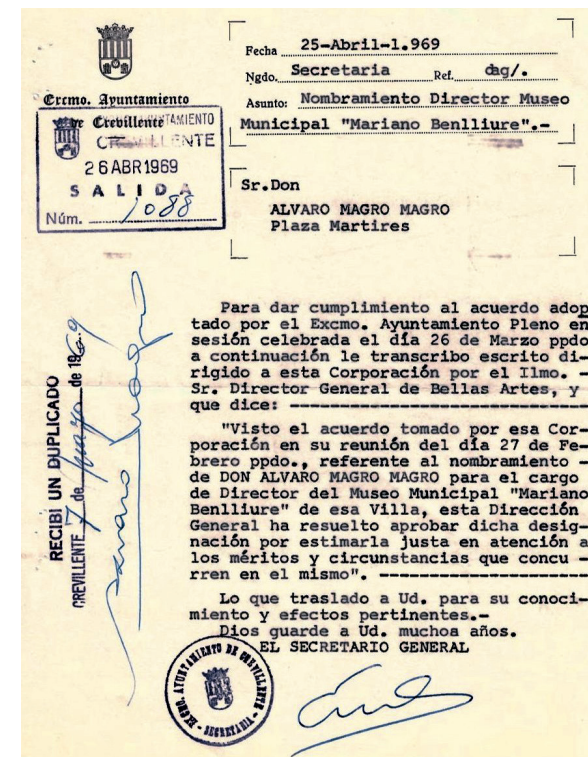 Fecha 25-Abril-1.969
Ngdo. Secretaria Ref. dag/.
Asunto: Nombramiento Director Museo
Municipal "Mariano Benlliure".-
Excmo. Ayuntamiento
de Crevillente
AYUNTAMIENTO
CREVILLENTE
26 ABR 1969
SALIDA
Núm. 1088
Sr.Don
ALVARO MAGRO MAGRO
Plaza Martires
Para dar cumplimiento al acuerdo adop
tado por el Excmo. Ayuntamiento Pleno en
sesión celebrada el día 26 de Marzo ppdo
a continuación le transcribo escrito di-
rigido a esta Corporación por el Ilmo. -
Sr. Director General de Bellas Artes, y
que dice: ------------------------------
"Visto el acuerdo tomado por esa Cor-
poración en su reunión del día 27 de Fe-
brero ppdo., referente al nombramiento -
de DON ALVARO MAGRO MAGRO para el cargo
de Director del Museo Municipal "Mariano
Benlliure" de esa Villa, esta Dirección
General ha resuelto aprobar dicha desig-
nación por estimarla justa en atención a
los méritos y circunstancias que concu -
rren en el mismo". ---------------------
Lo que traslado a Ud. para su conoci-
miento y efectos pertinentes.-
Dios guarde a Ud. muchoa años.
EL SECRETARIO GENERAL
RECIBI UN DUPLICADO
CREVILLENTE 7 de mayo de 1969
Alvaro Magro
EXCMO. AYUNTAMIENTO DE CREVILLENTE
SECRETARIA